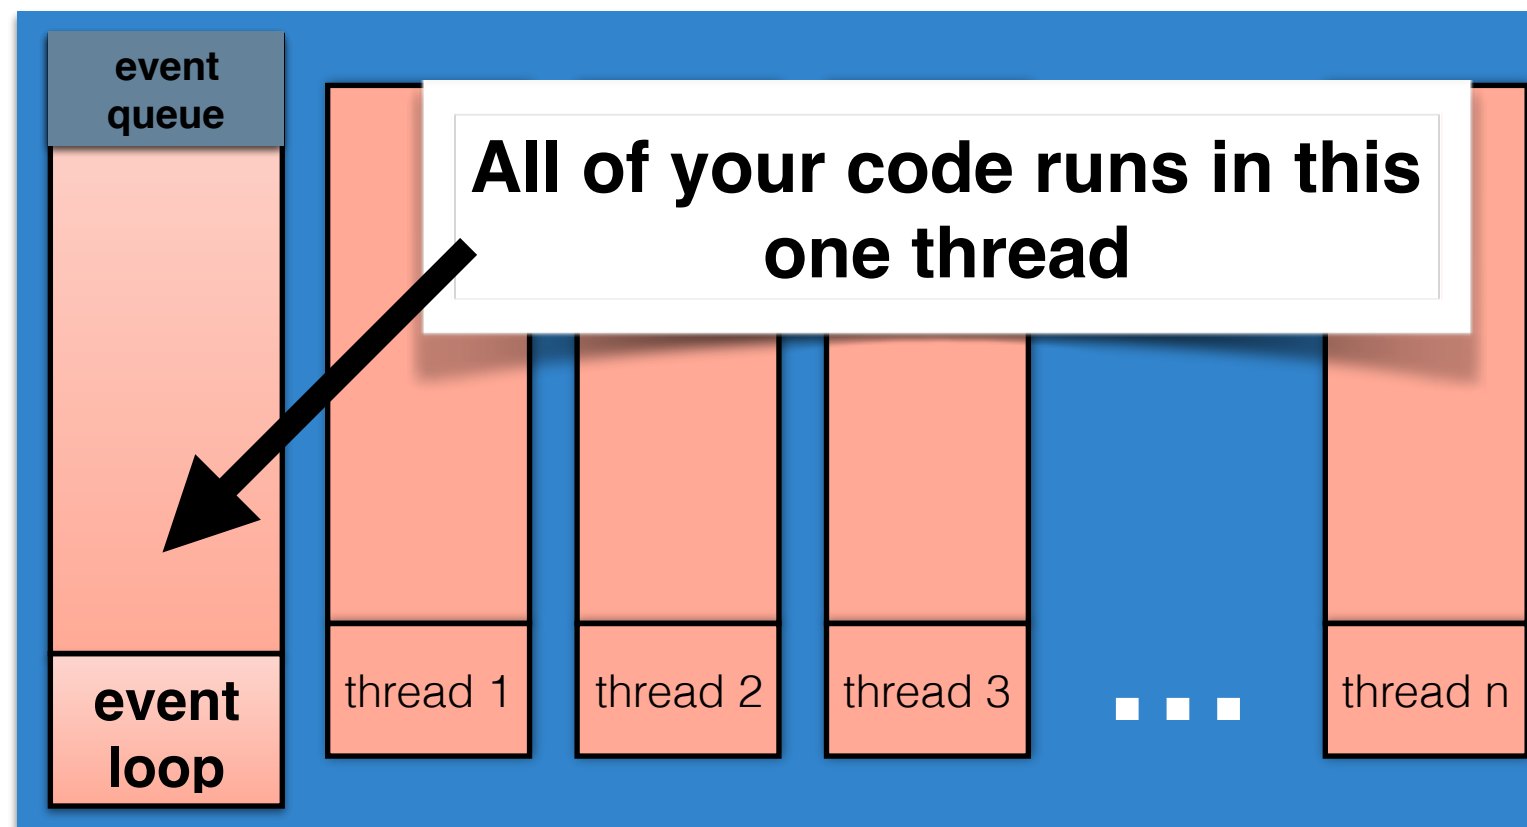 event
queue
All of your code runs in this
one thread
thread 1
thread 2
thread 3
...
thread n
event
loop